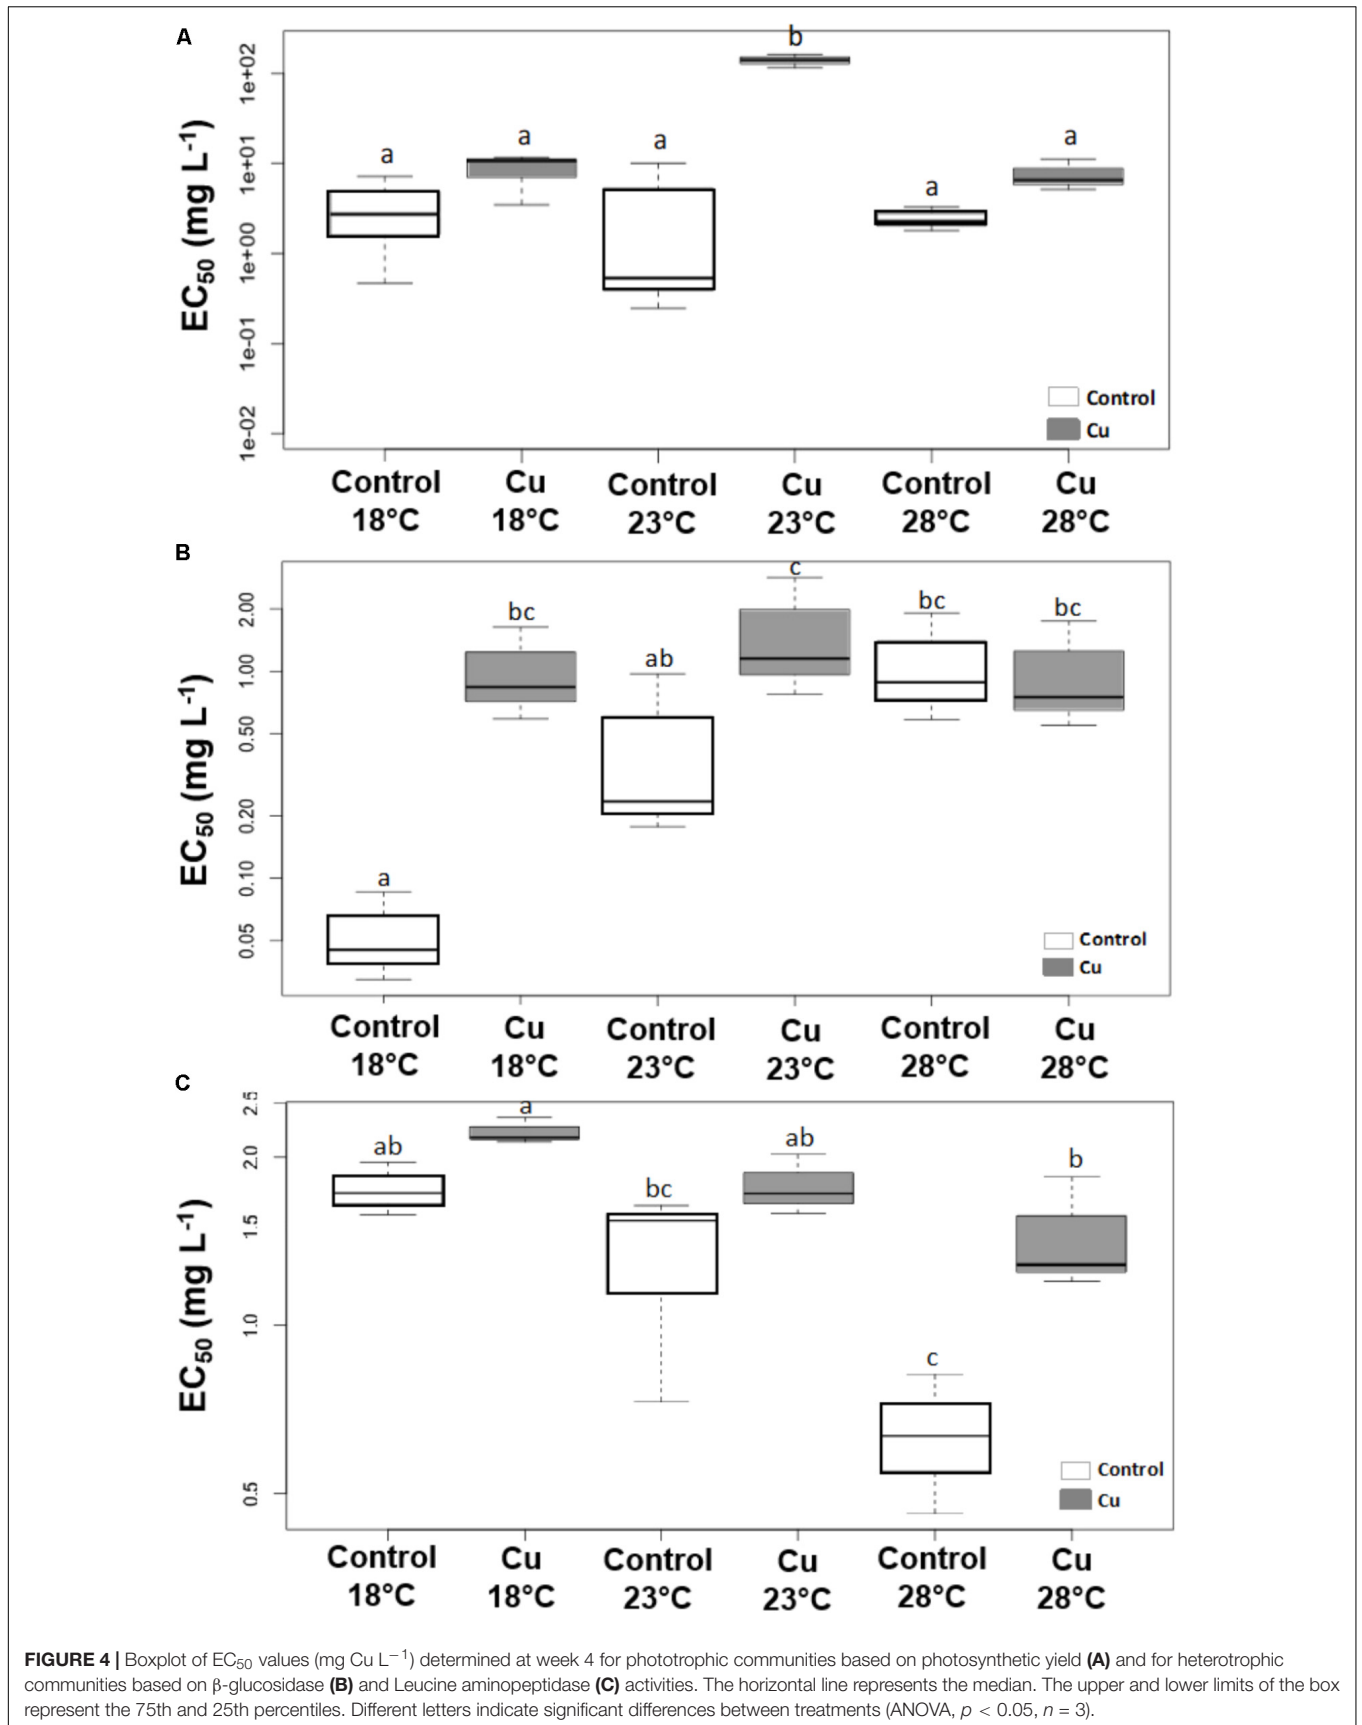 A
EC50 (mg L-1)
1e+02
1e+01
1e+00
1e-01
1e-02
a
a
a
b
a
a
Control
Cu
Control Cu Control Cu Control Cu
18°C 18°C 23°C 23°C 28°C 28°C
B
EC50 (mg L-1)
2.00
1.00
0.50
0.20
0.10
0.05
a
bc
ab
c
bc
bc
Control
Cu
Control Cu Control Cu Control Cu
18°C 18°C 23°C 23°C 28°C 28°C
C
EC50 (mg L-1)
2.5
2.0
1.5
1.0
0.5
ab
a
bc
ab
c
b
Control
Cu
Control Cu Control Cu Control Cu
18°C 18°C 23°C 23°C 28°C 28°C
FIGURE 4 | Boxplot of EC50 values (mg Cu L−1) determined at week 4 for phototrophic communities based on photosynthetic yield (A) and for heterotrophic
communities based on β-glucosidase (B) and Leucine aminopeptidase (C) activities. The horizontal line represents the median. The upper and lower limits of the box
represent the 75th and 25th percentiles. Different letters indicate significant differences between treatments (ANOVA, p < 0.05, n = 3).